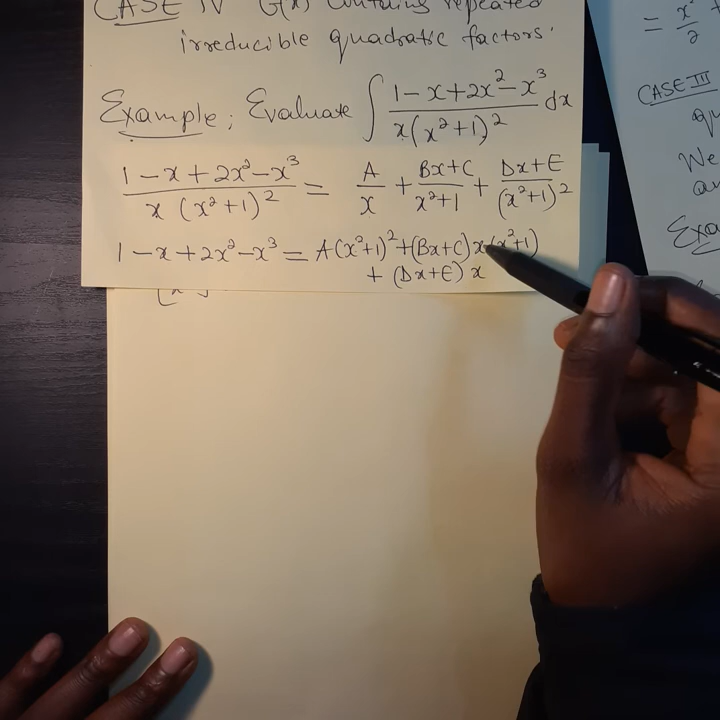 CASE IV G(x) contains repeated
irreducible quadratic factors.
Example; Evaluate ∫ (1-x+2x²-x³)/(x(x²+1)²) dx
(1-x+2x²-x³)/(x(x²+1)²) = A/x + (Bx+C)/(x²+1) + (Dx+E)/(x²+1)²
1-x+2x²-x³ = A(x²+1)²+(Bx+C)x(x²+1)
+ (Dx+E)x
= x²/2
CASE III
We
Exa